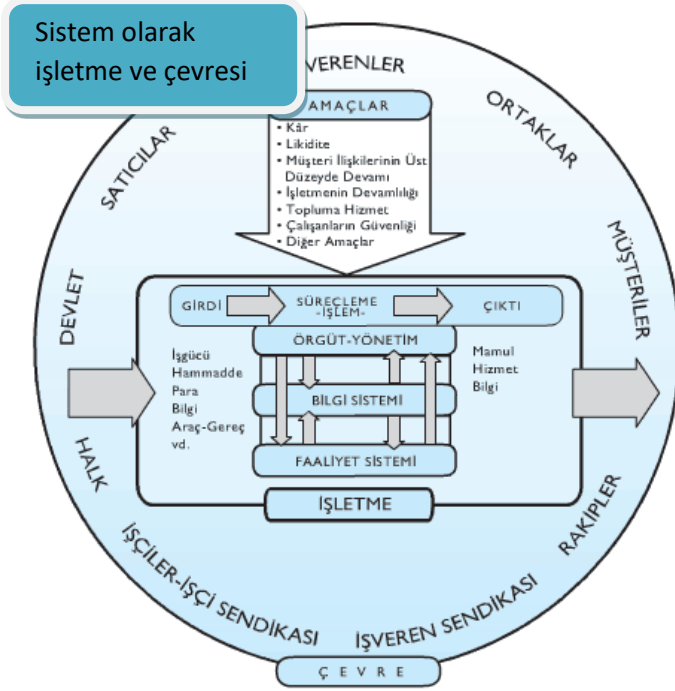 Sistem olarak
işletme ve çevresi
VERENLER
ORTAKLAR
SATICILAR
MÜŞTERİLER
DEVLET
HALK
RAKİPLER
İŞÇİLER-İŞÇİ SENDİKASI
İŞVEREN SENDİKASI
AMAÇLAR
• Kâr
• Likidite
• Müşteri İlişkilerinin Üst
Düzeyde Devamı
• İşletmenin Devamlılığı
• Topluma Hizmet
• Çalışanların Güvenliği
• Diğer Amaçlar
GİRDİ
SÜREÇLEME
-İŞLEM-
ÇIKTI
ÖRGÜT-YÖNETİM
İşgücü
Hammadde
Para
Bilgi
Araç-Gereç
vd.
BİLGİ SİSTEMİ
Mamul
Hizmet
Bilgi
FAALİYET SİSTEMİ
İŞLETME
ÇEVRE